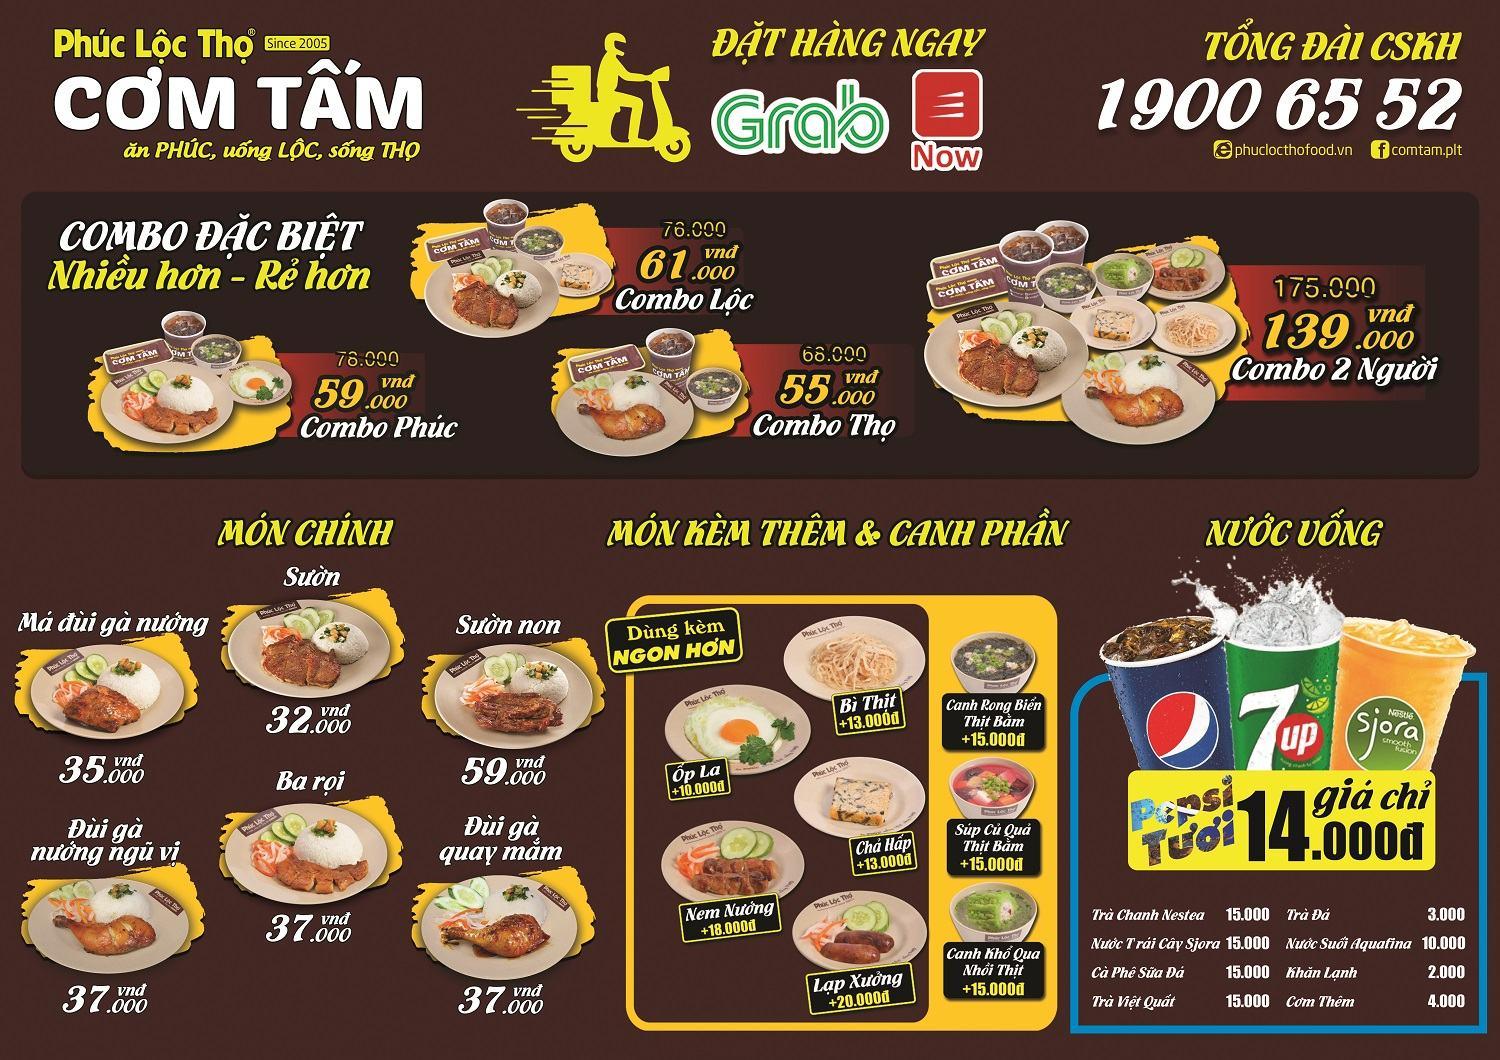 Phúc Lộc Thọ® Since 2005
CƠM TẤM
ăn PHÚC, uống LỘC, sống THỌ
ĐẶT HÀNG NGAY
Grab
Now
TỔNG ĐÀI CSKH
1900 65 52
phuclocthofood.vn comtam.plt
COMBO ĐẶC BIỆT
Nhiều hơn - Rẻ hơn
76.000
61.000 vnđ
Combo Lộc
78.000
59.000 vnđ
Combo Phúc
68.000
55.000 vnđ
Combo Thọ
175.000
139.000 vnđ
Combo 2 Người
MÓN CHÍNH
Sườn
32.000 vnđ
Má đùi gà nướng
35.000 vnđ
Sườn non
59.000 vnđ
Ba rọi
37.000 vnđ
Đùi gà
nướng ngũ vị
37.000 vnđ
Đùi gà
quay mắm
37.000 vnđ
MÓN KÈM THÊM & CANH PHẦN
Dùng kèm
NGON HƠN
Bì Thịt
+13.000đ
Ốp La
+10.000đ
Chả Hấp
+13.000đ
Nem Nướng
+18.000đ
Lạp Xưởng
+20.000đ
Canh Rong Biển
Thịt Bằm
+15.000đ
Súp Củ Quả
Thịt Bằm
+15.000đ
Canh Khổ Qua
Nhồi Thịt
+15.000đ
NƯỚC UỐNG
7up
Nestlé
Sjora
smooth
fusion
Pepsi
Tươi
giá chỉ
14.000đ
Trà Chanh Nestea 15.000
Nước Trái Cây Sjora 15.000
Cà Phê Sữa Đá 15.000
Trà Việt Quất 15.000
Trà Đá 3.000
Nước Suối Aquafina 10.000
Khăn Lạnh 2.000
Cơm Thêm 4.000